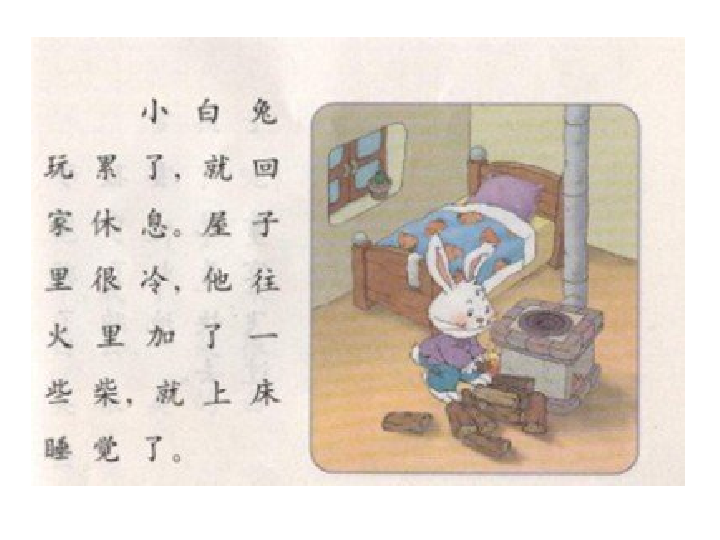 小白兔
玩累了，就回
家休息。屋子
里很冷，他往
火里加了一
些柴，就上床
睡觉了。